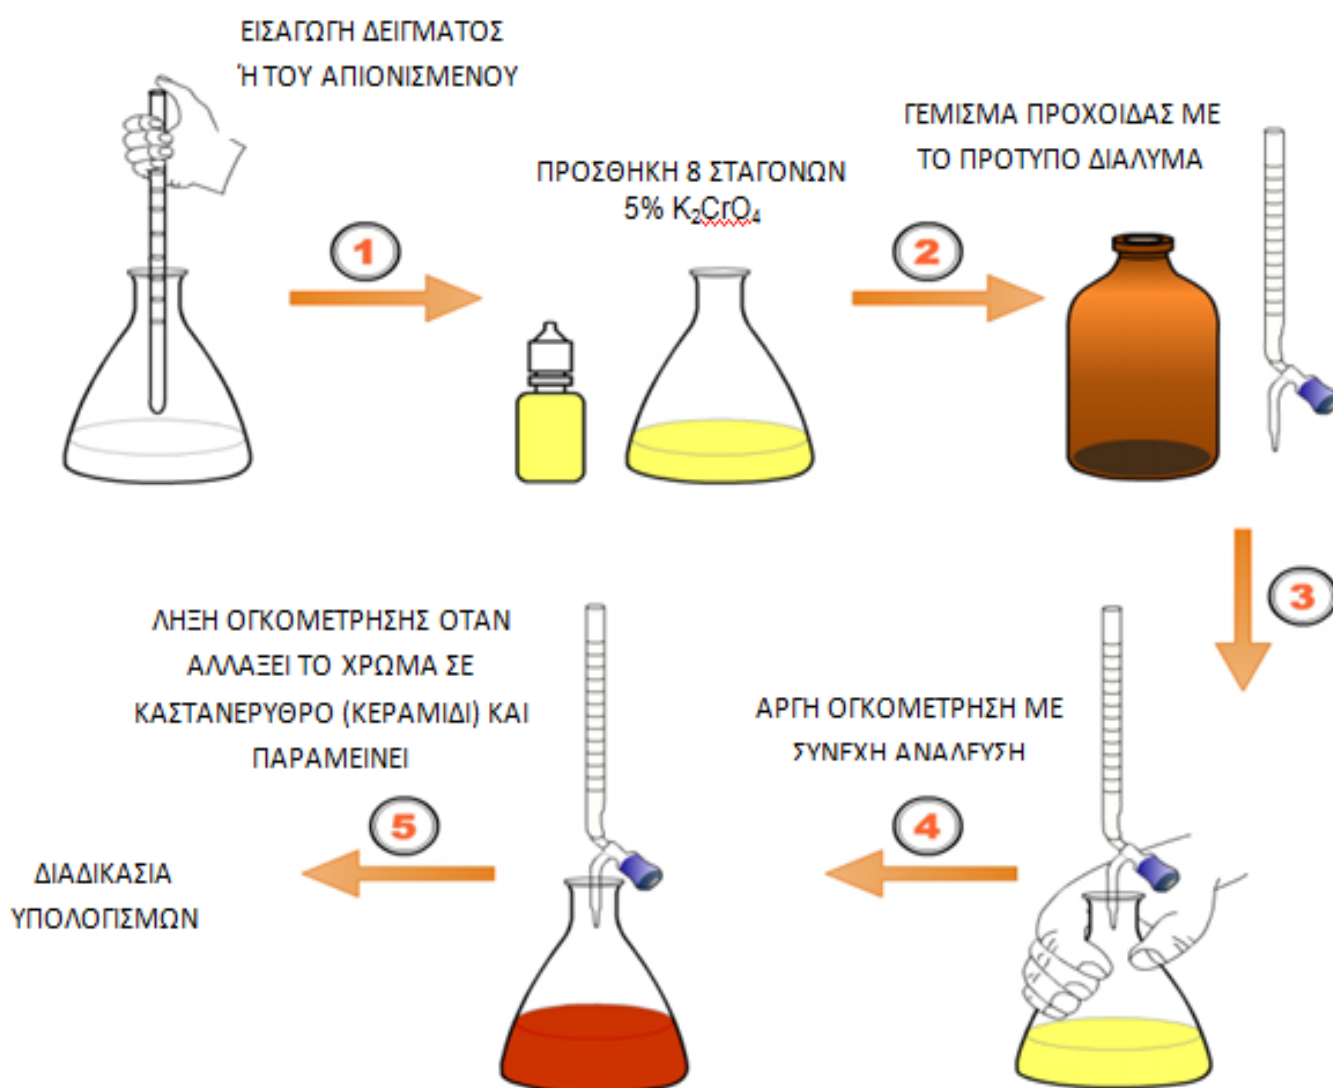 ΕΙΣΑΓΩΓΗ ΔΕΙΓΜΑΤΟΣ
Ή ΤΟΥ ΑΠΙΟΝΙΣΜΕΝΟΥ
1
ΠΡΟΣΘΗΚΗ 8 ΣΤΑΓΟΝΩΝ
5% K₂CrO₄
2
ΓΕΜΙΣΜΑ ΠΡΟΧΟΙΔΑΣ ΜΕ
ΤΟ ΠΡΟΤΥΠΟ ΔΙΑΛΥΜΑ
3
ΑΡΓΗ ΟΓΚΟΜΕΤΡΗΣΗ ΜΕ
ΣΥΝΕΧΗ ΑΝΑΔΕΥΣΗ
4
ΛΗΞΗ ΟΓΚΟΜΕΤΡΗΣΗΣ ΟΤΑΝ
ΑΛΛΑΞΕΙ ΤΟ ΧΡΩΜΑ ΣΕ
ΚΑΣΤΑΝΕΡΥΘΡΟ (ΚΕΡΑΜΙΔΙ) ΚΑΙ
ΠΑΡΑΜΕΙΝΕΙ
5
ΔΙΑΔΙΚΑΣΙΑ
ΥΠΟΛΟΓΙΣΜΩΝ